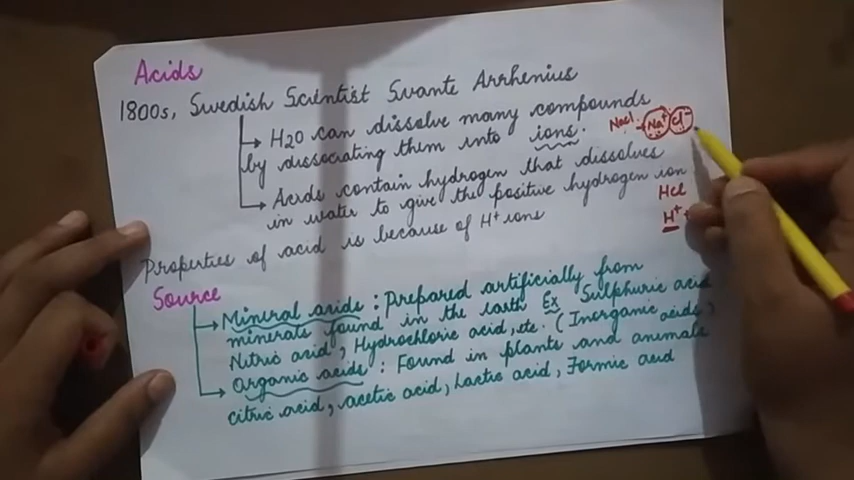 Acids
1800s, Swedish Scientist Svante Arrhenius
H2O can dissolve many compounds
by dissociating them into ions.
NaCl Na+ Cl-
Acids contain hydrogen that dissolves
in water to give the positive hydrogen ion
HCl
H+
Properties of acid is because of H+ ions
Source
Mineral acids : Prepared artificially from
minerals found in the earth Ex Sulphuric acid
Nitric acid, Hydrochloric acid, etc. (Inorganic acids)
Organic acids : Found in plants and animals
citric acid, acetic acid, Lactic acid, Formic acid